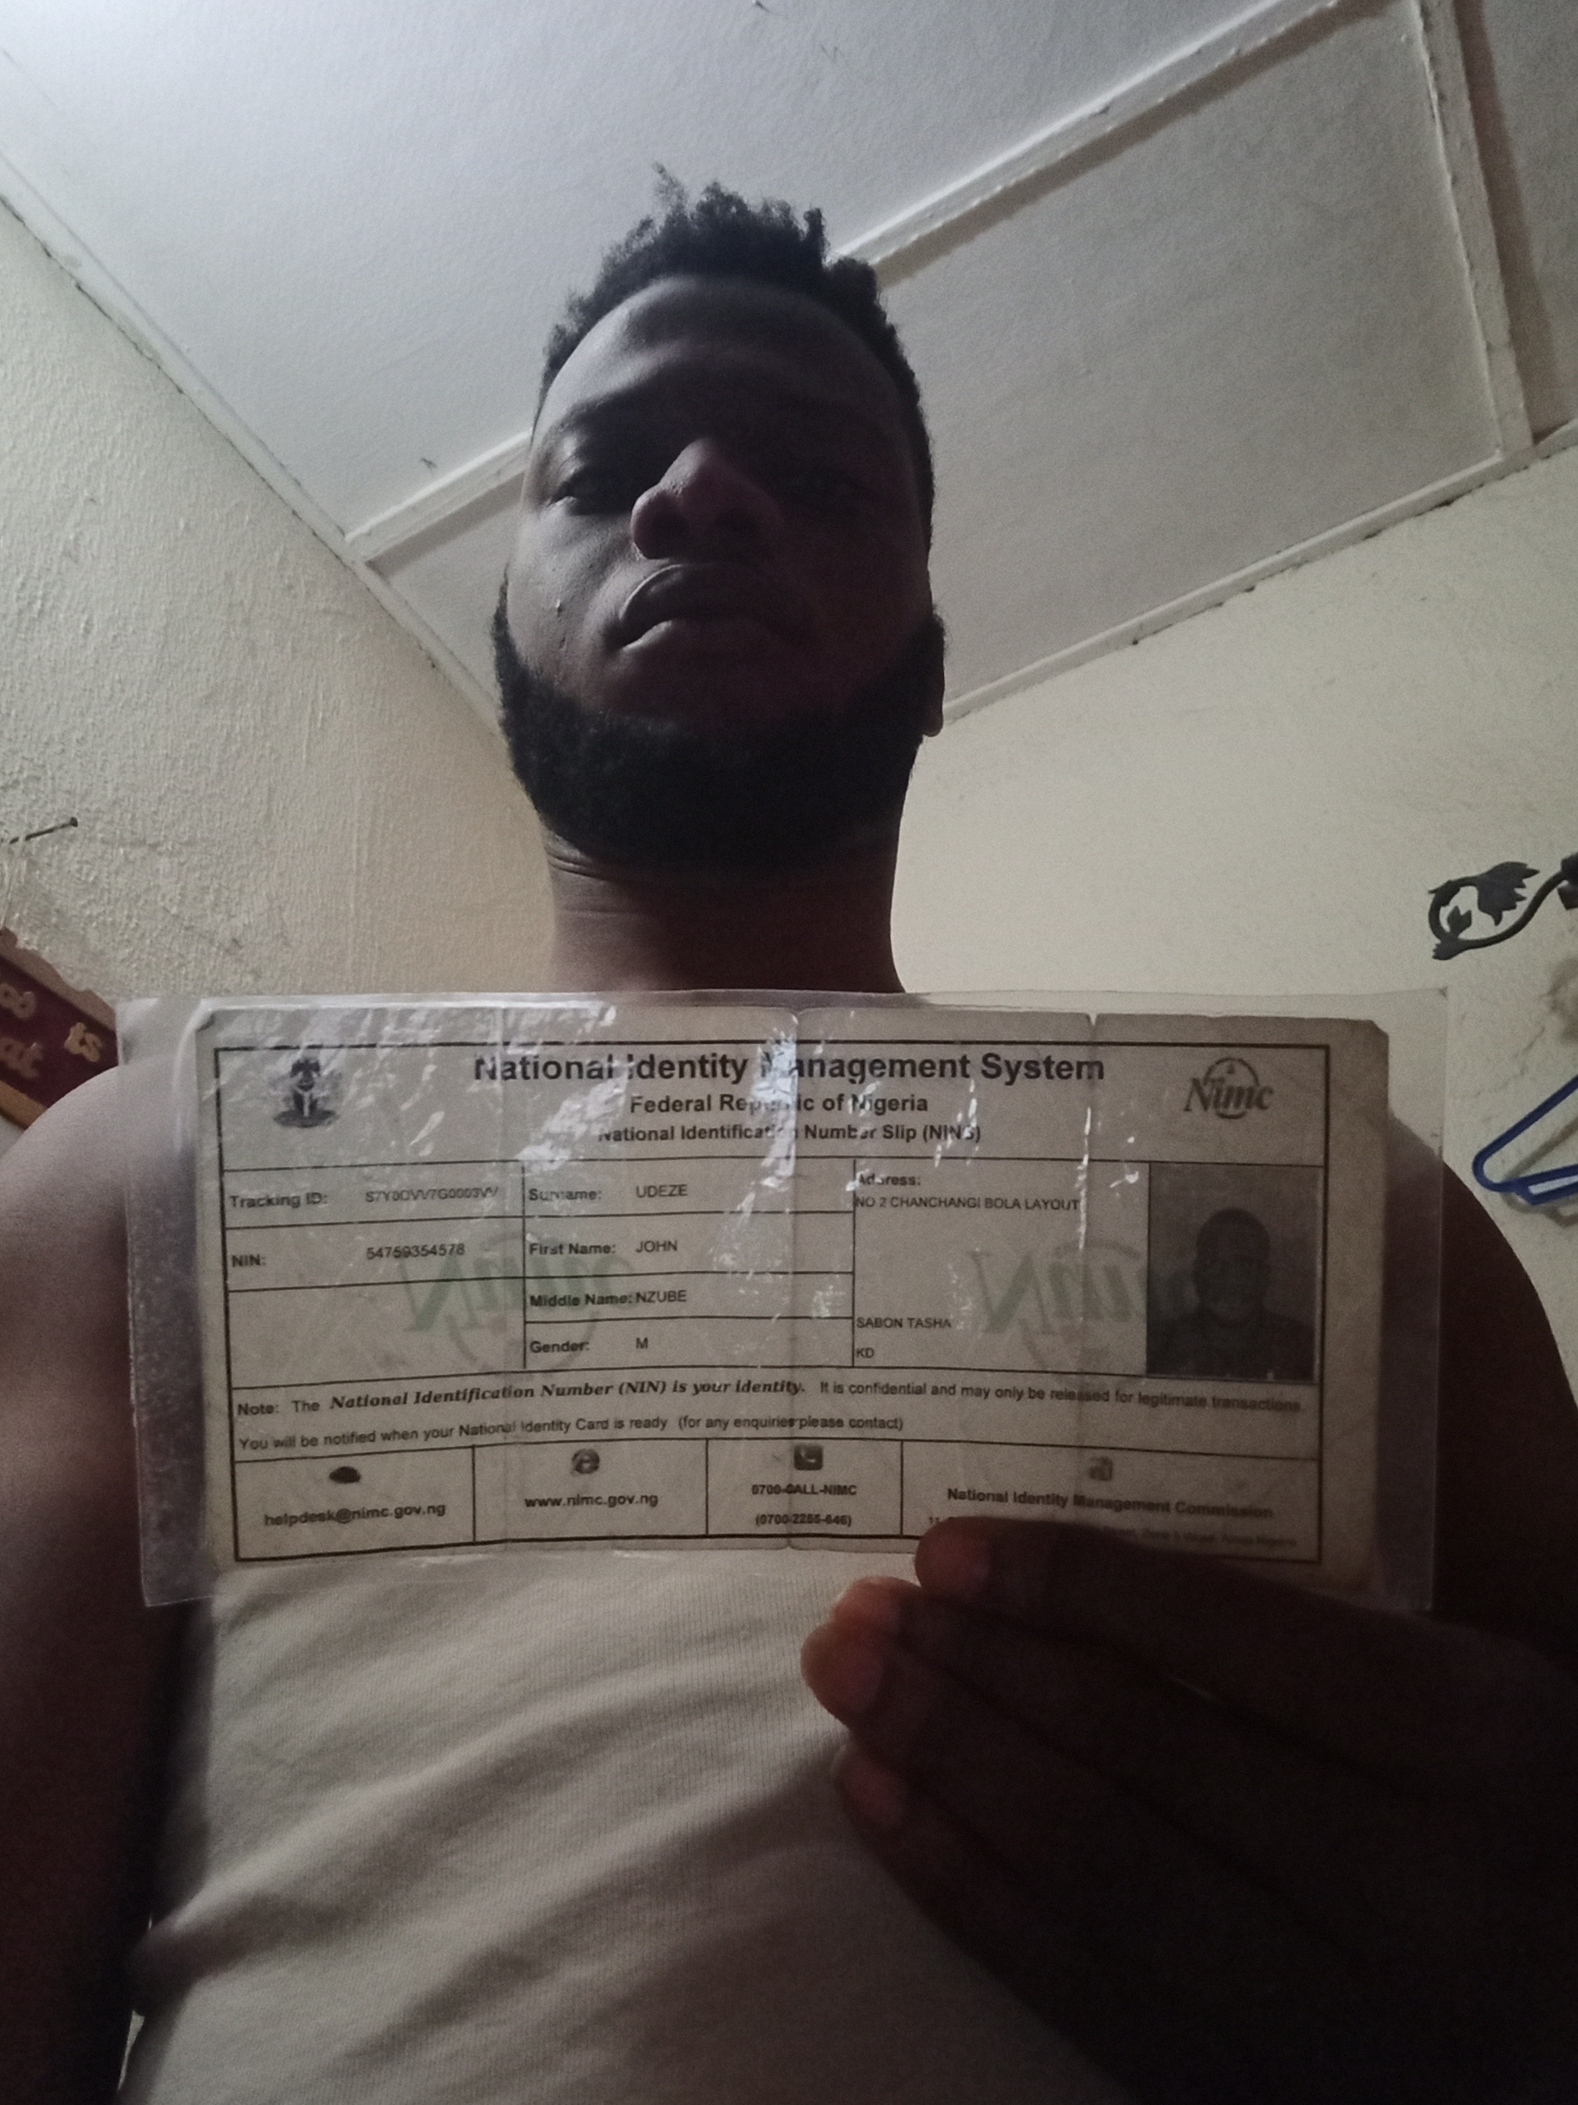 National Identity Management System
Federal Republic of Nigeria
National Identification Number Slip (NINS)
Nimc
Tracking ID:
Surname: UDEZE
Address:
NO 2 CHANCHANGI BOLA LAYOUT
NIN: 54759354578
First Name: JOHN
Middle Name: NZUBE
Gender: M
SABON TASHA
KD
Note: The National Identification Number (NIN) is your identity. It is confidential and may only be released for legitimate transactions.
You will be notified when your National Identity Card is ready (for any enquiries please contact)
helpdesk@nimc.gov.ng
www.nimc.gov.ng
0700-CALL-NIMC
(0700-2255-646)
National Identity Management Commission